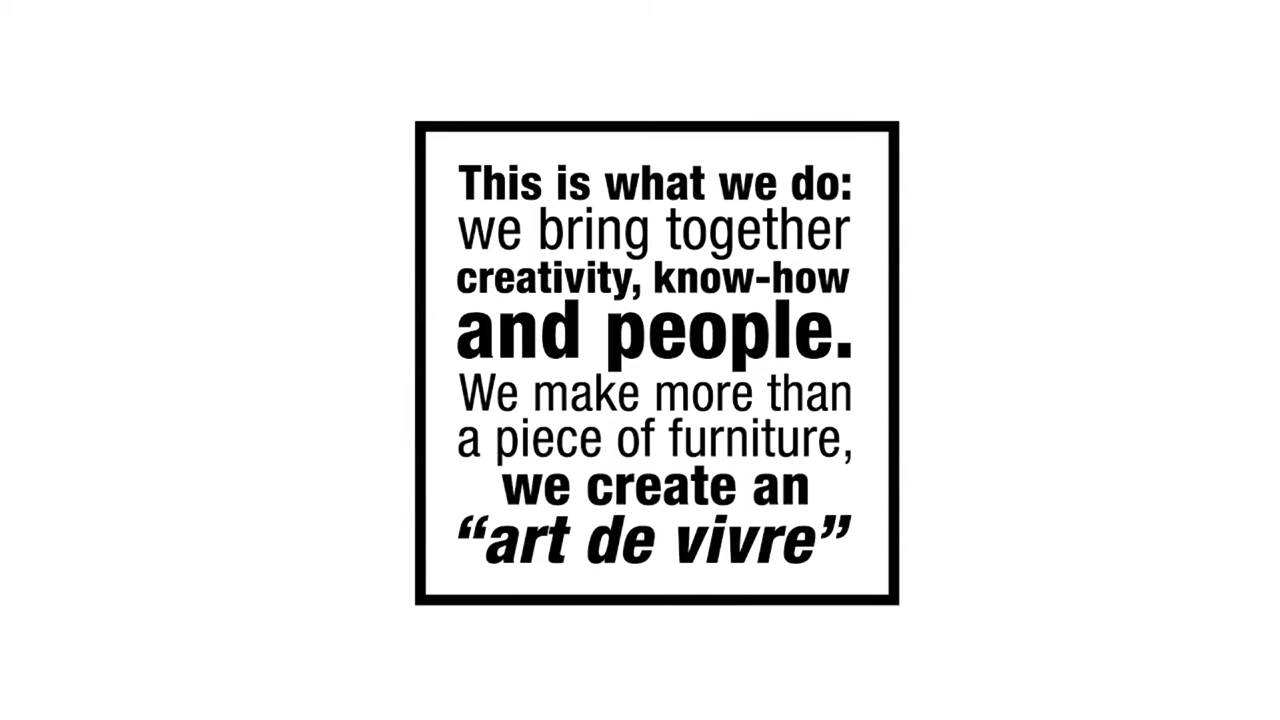 This is what we do:
we bring together
creativity, know-how
and people.
We make more than
a piece of furniture,
we create an
“art de vivre”